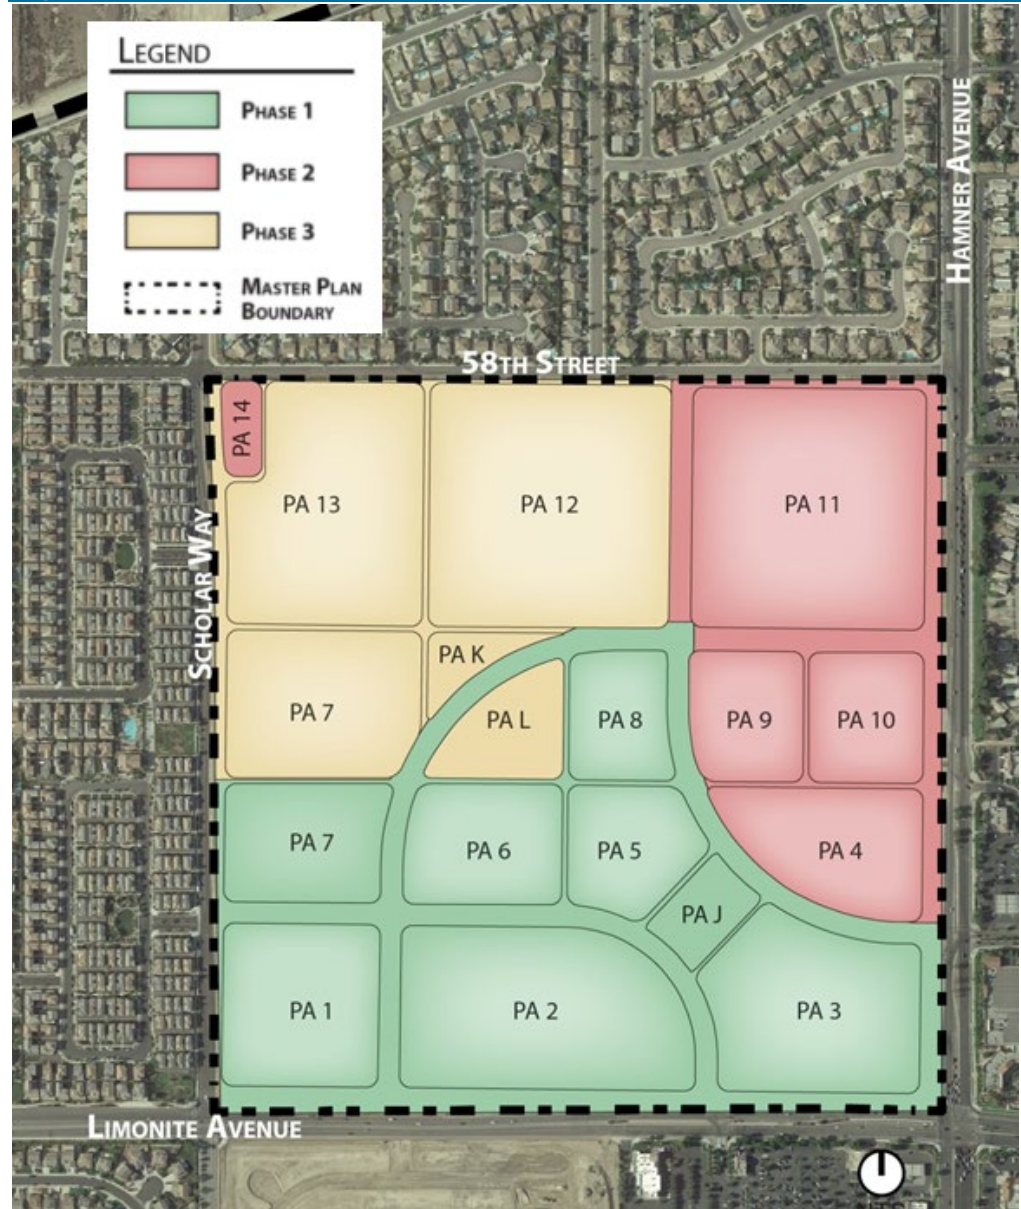 LEGEND
PHASE 1
PHASE 2
PHASE 3
MASTER PLAN
BOUNDARY
HAMNER AVENUE
58TH STREET
SCHOLAR WAY
PA 14
PA 13
PA 12
PA 11
PA K
PA 7
PA L
PA 8
PA 9
PA 10
PA 7
PA 6
PA 5
PA 4
PA J
PA 1
PA 2
PA 3
LIMONITE AVENUE